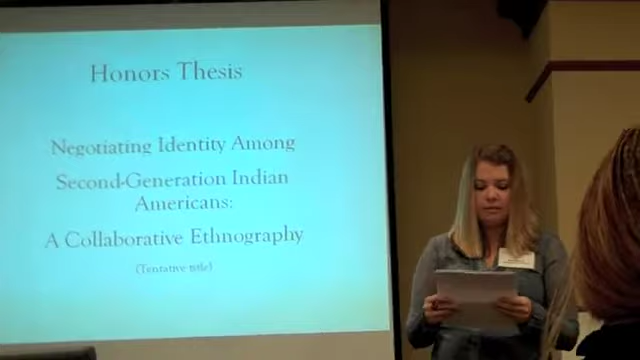 Honors Thesis
Negotiating Identity Among
Second-Generation Indian
Americans:
A Collaborative Ethnography
(Tentative title)